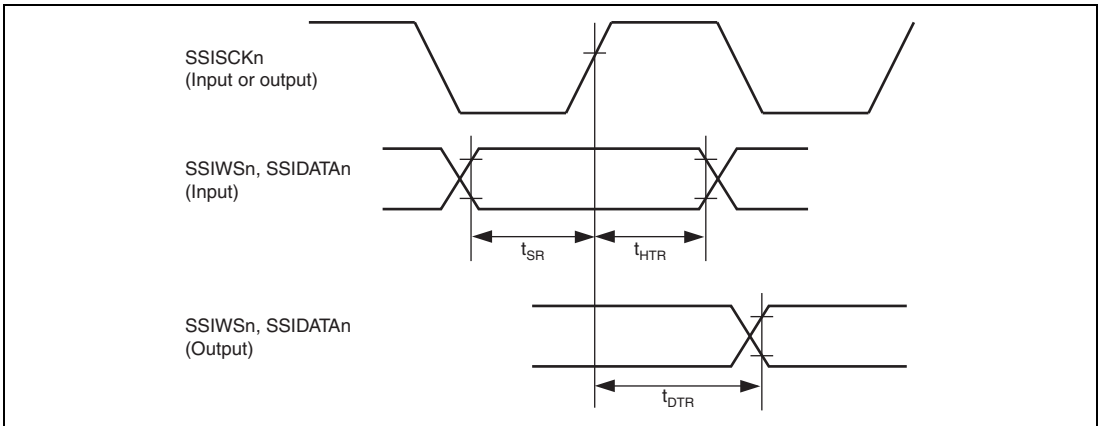 SSISCKn
(Input or output)
SSIWSn, SSIDATAn
(Input)
tSR
tHTR
SSIWSn, SSIDATAn
(Output)
tDTR